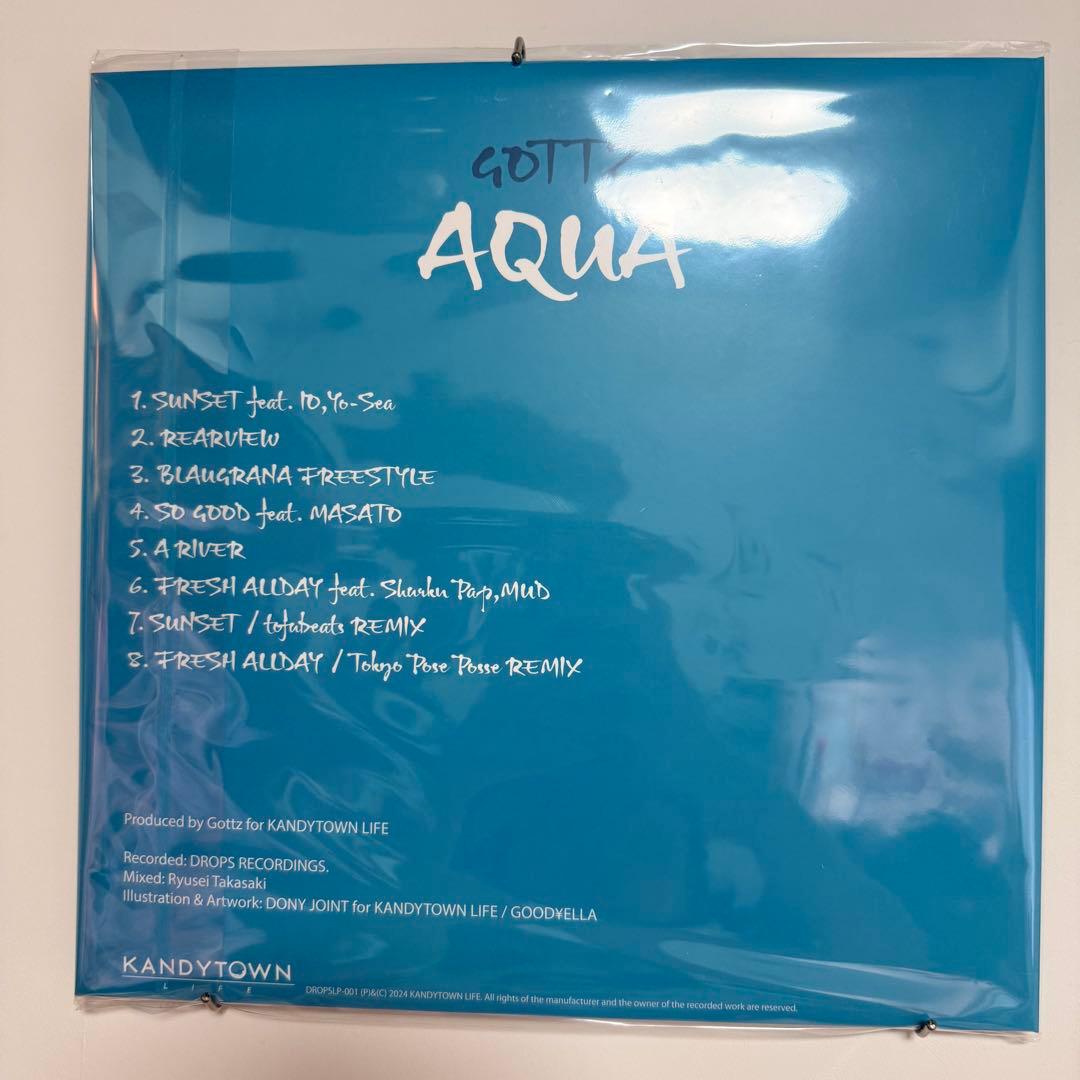 GOTTZ
AQUA
1. SUNSET feat. IO,Yo-Sea
2. REARVIEW
3. BLAUGRANA FREESTYLE
4. SO GOOD feat. MASATO
5. A RIVER
6. FRESH ALLDAY feat. Shurkn Pap,MUD
7. SUNSET / tofubeats REMIX
8. FRESH ALLDAY / Tokyo Pose Posse REMIX
Produced by Gottz for KANDYTOWN LIFE
Recorded: DROPS RECORDINGS.
Mixed: Ryusei Takasaki
Illustration & Artwork: DONY JOINT for KANDYTOWN LIFE / GOOD¥ELLA
KANDYTOWN
LIFE
DROPSLP-001 (P)&(C) 2024 KANDYTOWN LIFE. All rights of the manufacturer and the owner of the recorded work are reserved.